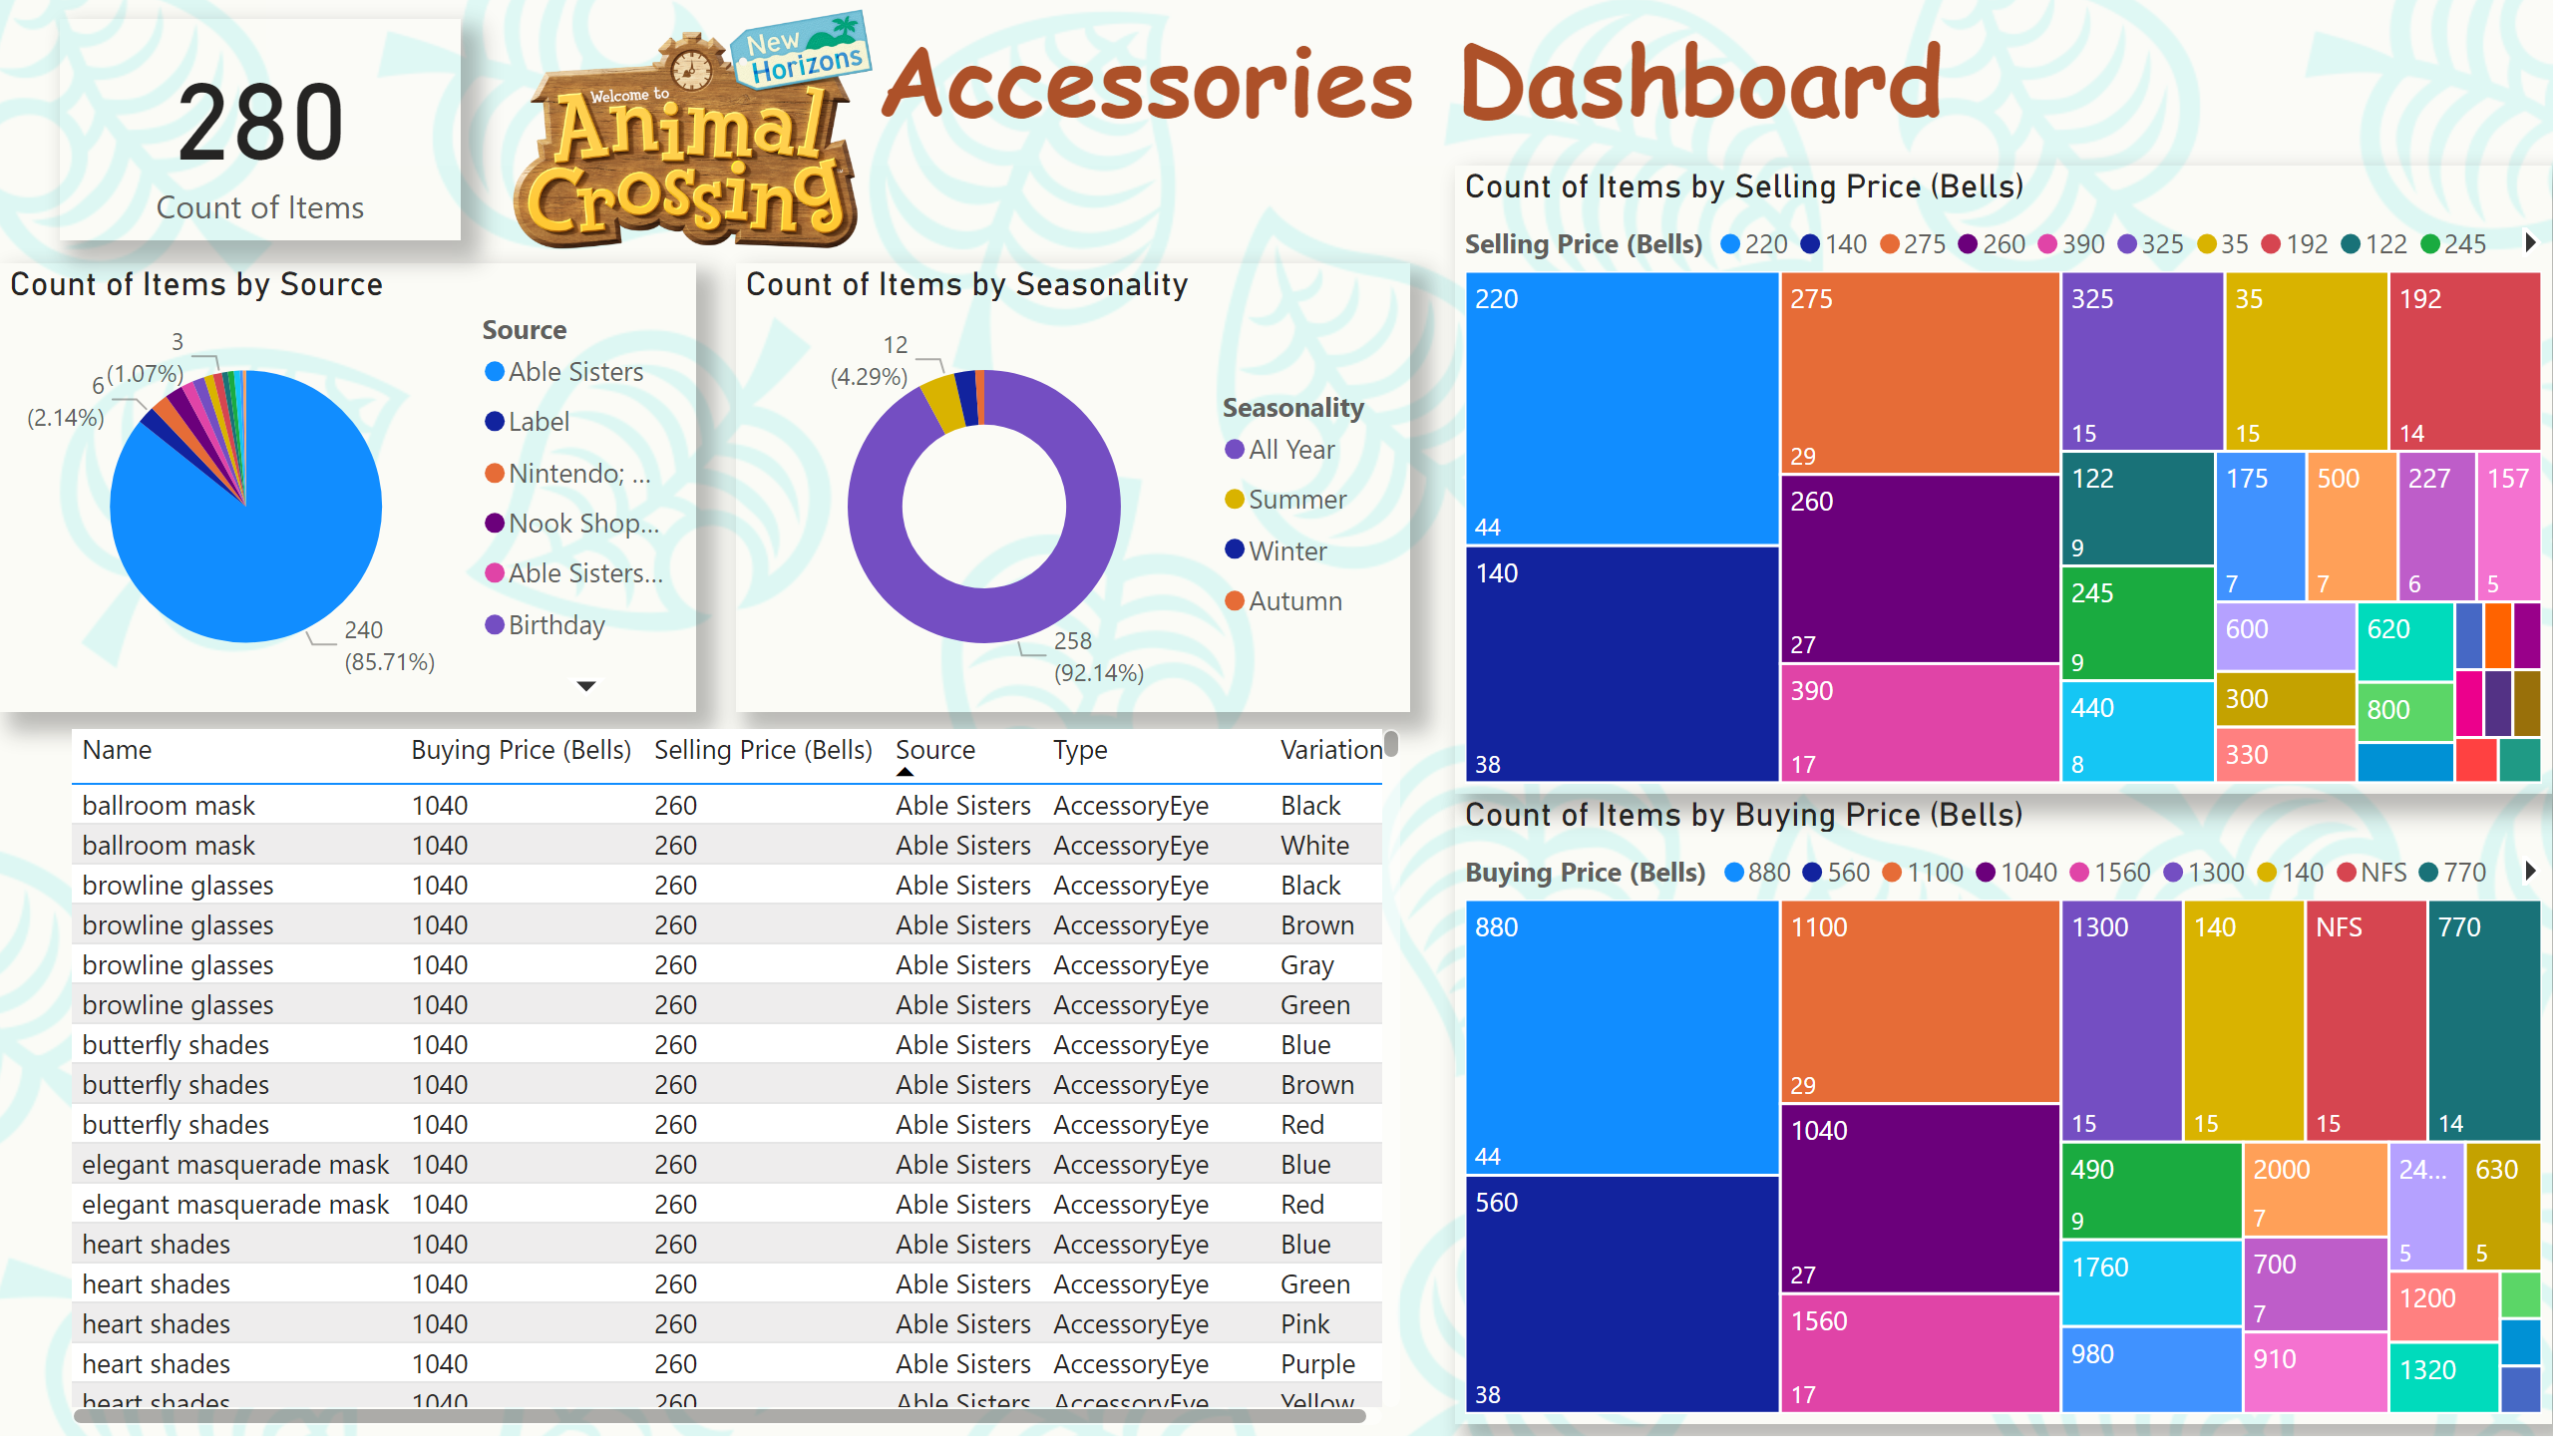 280
Count of Items
Welcome to
Animal
Crossing
New
Horizons
Accessories Dashboard
Count of Items by Source
3
(1.07%)
6
(2.14%)
240
(85.71%)
Source
Able Sisters
Label
Nintendo; ...
Nook Shop...
Able Sisters...
Birthday
Count of Items by Seasonality
12
(4.29%)
258
(92.14%)
Seasonality
All Year
Summer
Winter
Autumn
Name Buying Price (Bells) Selling Price (Bells) Source Type Variation
ballroom mask 1040 260 Able Sisters AccessoryEye Black
ballroom mask 1040 260 Able Sisters AccessoryEye White
browline glasses 1040 260 Able Sisters AccessoryEye Black
browline glasses 1040 260 Able Sisters AccessoryEye Brown
browline glasses 1040 260 Able Sisters AccessoryEye Gray
browline glasses 1040 260 Able Sisters AccessoryEye Green
butterfly shades 1040 260 Able Sisters AccessoryEye Blue
butterfly shades 1040 260 Able Sisters AccessoryEye Brown
butterfly shades 1040 260 Able Sisters AccessoryEye Red
elegant masquerade mask 1040 260 Able Sisters AccessoryEye Blue
elegant masquerade mask 1040 260 Able Sisters AccessoryEye Red
heart shades 1040 260 Able Sisters AccessoryEye Blue
heart shades 1040 260 Able Sisters AccessoryEye Green
heart shades 1040 260 Able Sisters AccessoryEye Pink
heart shades 1040 260 Able Sisters AccessoryEye Purple
heart shades 1040 260 Able Sisters AccessoryEye Yellow
Count of Items by Selling Price (Bells)
Selling Price (Bells) 220 140 275 260 390 325 35 192 122 245
220
44
140
38
275
29
260
27
390
17
325
15
35
15
192
14
122
9
245
9
440
8
175
7
500
7
227
6
157
5
600
300
330
620
800
Count of Items by Buying Price (Bells)
Buying Price (Bells) 880 560 1100 1040 1560 1300 140 NFS 770
880
44
560
38
1100
29
1040
27
1560
17
1300
15
140
15
NFS
15
770
14
490
9
1760
980
2000
7
700
7
910
24...
5
630
5
1200
1320